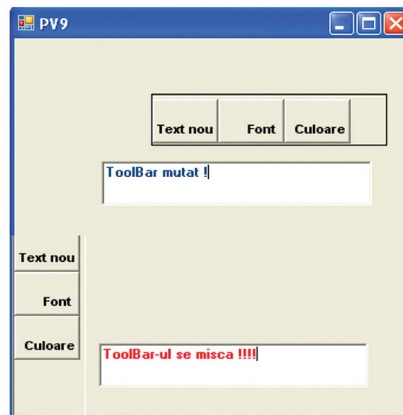 PV9
Text nou Font Culoare
ToolBar mutat !
Text nou
Font
Culoare
ToolBar-ul se misca !!!!